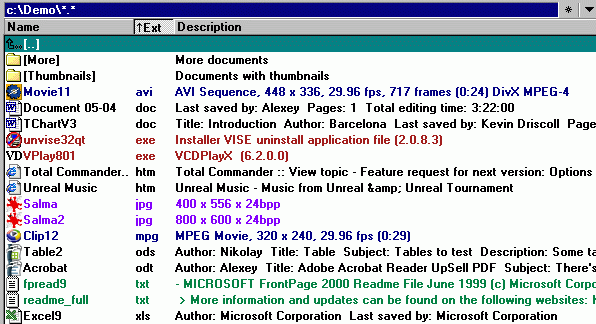 c:\Demo\*.*
Name ↑Ext Description
[..]
[More] More documents
[Thumbnails] Documents with thumbnails
Movie11 avi AVI Sequence, 448 x 336, 29.96 fps, 717 frames (0:24) DivX MPEG-4
Document 05-04 doc Last saved by: Alexey Pages: 1 Total editing time: 3:22:00
TChartV3 doc Title: Introduction Author: Barcelona Last saved by: Kevin Driscoll Page
unvise32qt exe Installer VISE uninstall application file (2.0.8.3)
VPlay801 exe VCDPlayX (6.2.0.0)
Total Commander.. htm Total Commander :: View topic - Feature request for next version: Options
Unreal Music htm Unreal Music - Music from Unreal &amp; Unreal Tournament
Salma jpg 400 x 556 x 24bpp
Salma2 jpg 800 x 600 x 24bpp
Clip12 mpg MPEG Movie, 320 x 240, 29.96 fps (0:29)
Table2 ods Author: Nikolay Title: Table Subject: Tables to test Description: Some ta
Acrobat odt Author: Alexey Title: Adobe Acrobat Reader UpSell PDF Subject: There's
fpread9 txt - MICROSOFT FrontPage 2000 Readme File June 1999 (c) Microsoft Corpora
readme_full txt > More information and updates can be found on the following websites: h
Excel9 xls Author: Microsoft Corporation Last saved by: Microsoft Corporation